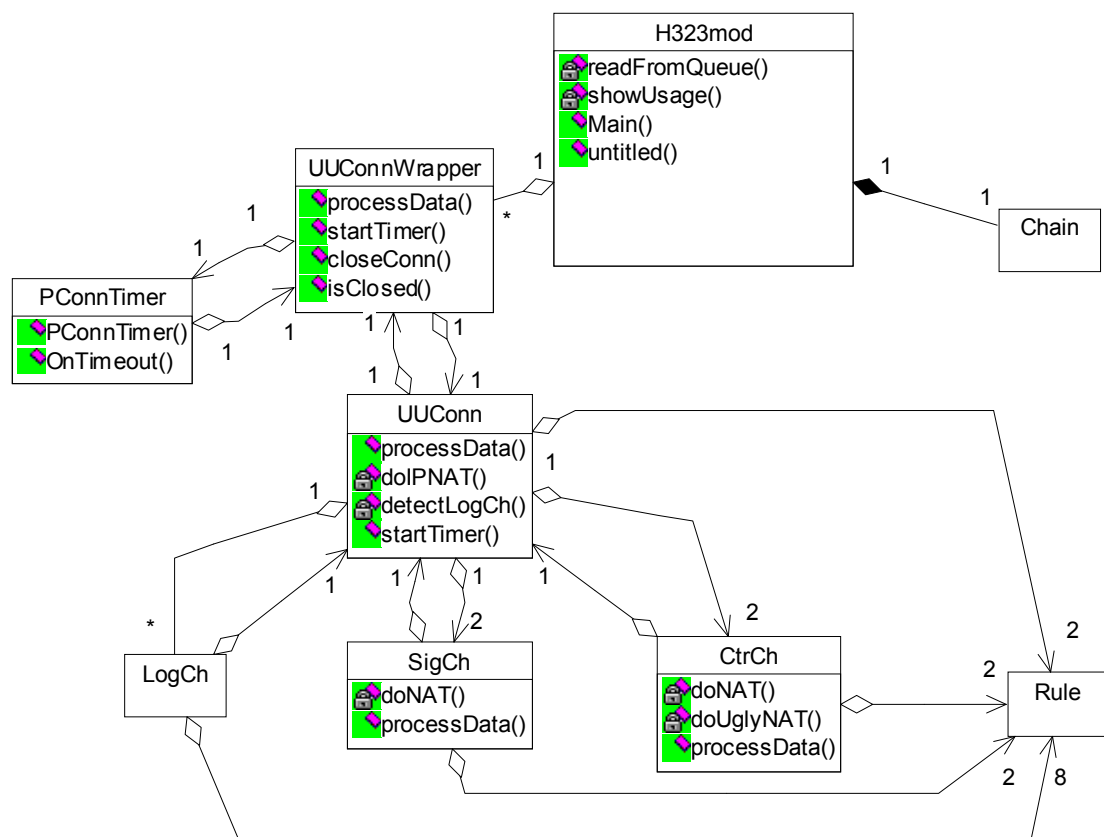 H323mod
readFromQueue()
showUsage()
Main()
untitled()
1
1
*
1
1
Chain
UUConnWrapper
processData()
startTimer()
closeConn()
isClosed()
1
1
PConnTimer
PConnTimer()
OnTimeout()
1
1
1
1
1
1
UUConn
processData()
doIPNAT()
detectLogCh()
startTimer()
1
1
1
1
1
1
*
2
2
2
LogCh
SigCh
doNAT()
processData()
CtrCh
doNAT()
doUglyNAT()
processData()
2
Rule
2
8